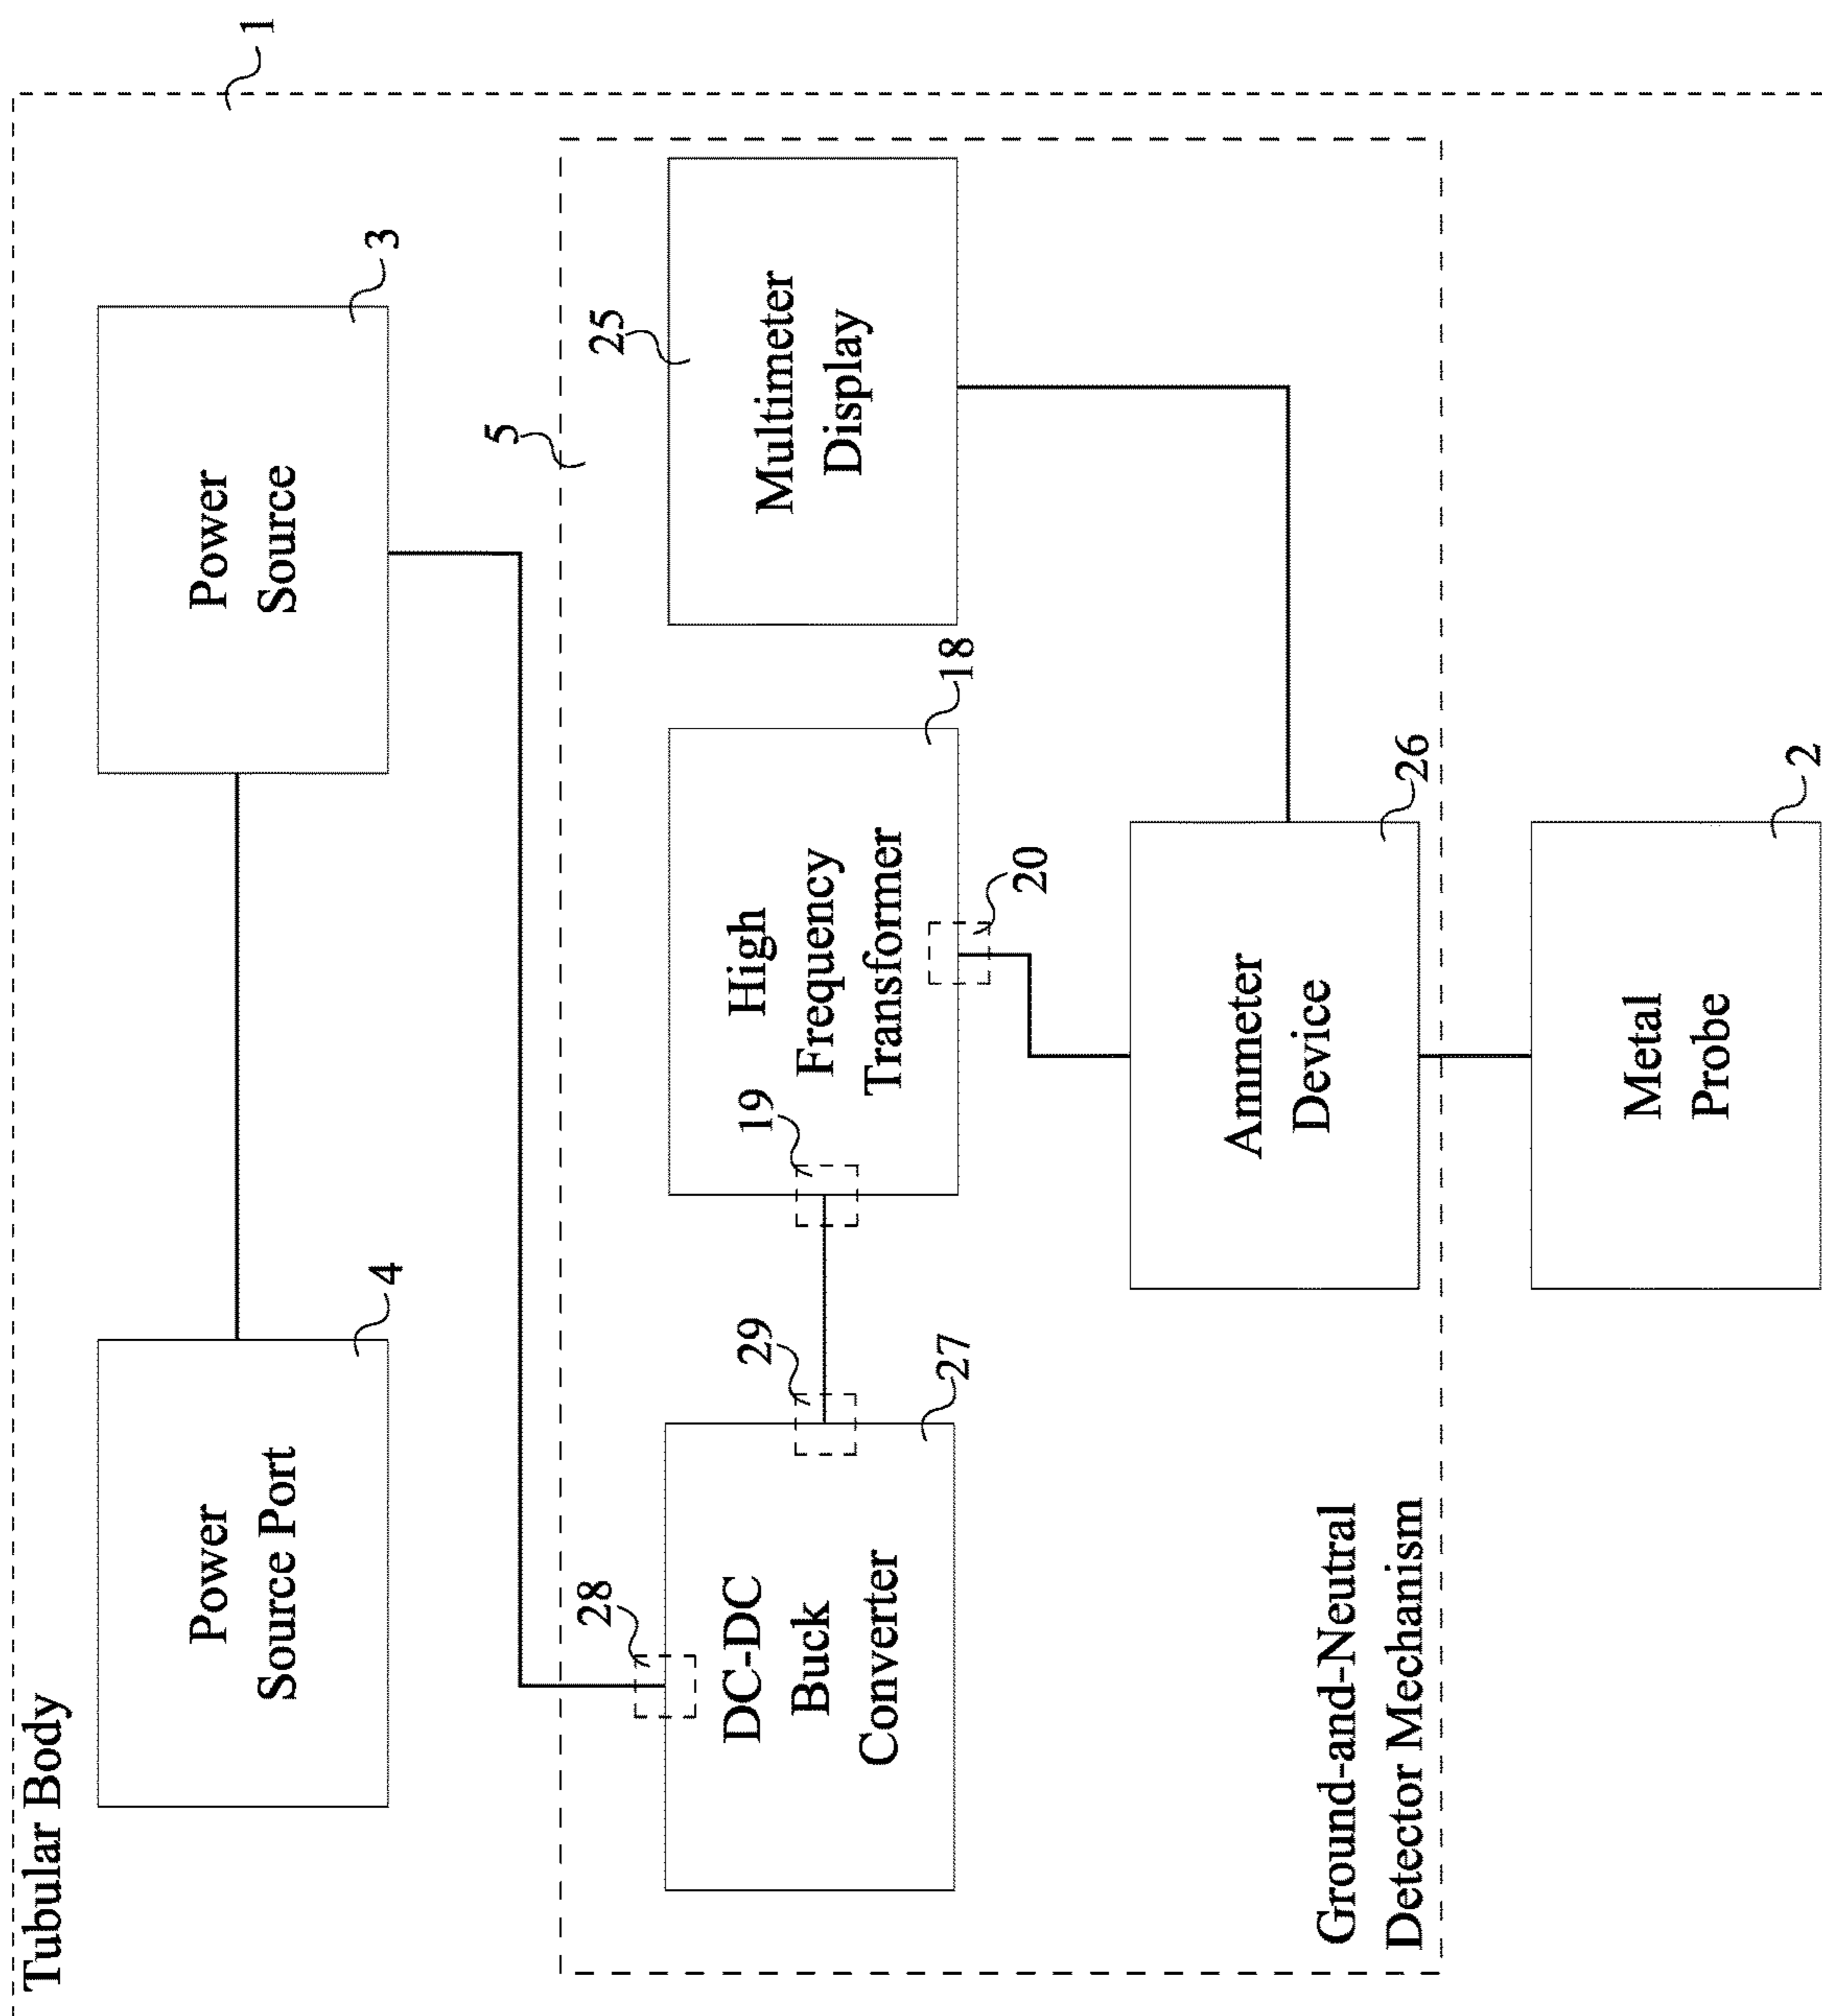 Tubular Body
1
Power
Source Port
4
Power
Source
3
5
28
DC-DC
Buck
Converter
29
27
19
High
Frequency
Transformer
18
20
25
Multimeter
Display
Ammeter
Device
26
Ground-and-Neutral
Detector Mechanism
Metal
Probe
2